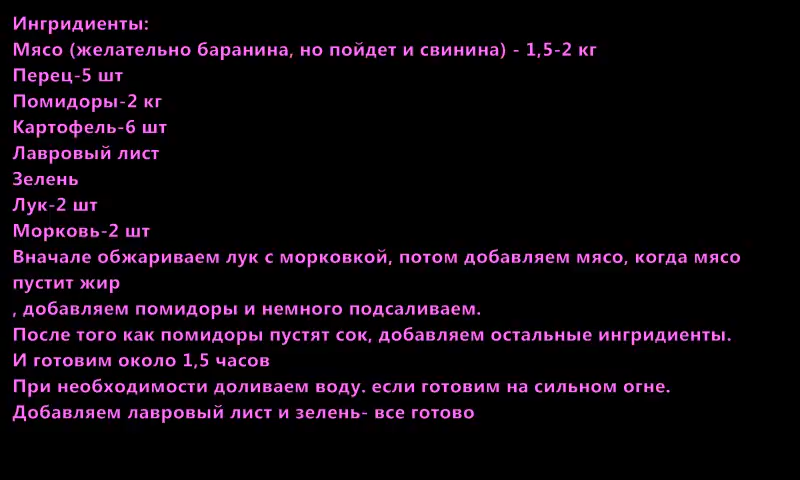 Ингридиенты:
Мясо (желательно баранина, но пойдет и свинина) - 1,5-2 кг
Перец-5 шт
Помидоры-2 кг
Картофель-6 шт
Лавровый лист
Зелень
Лук-2 шт
Морковь-2 шт
Вначале обжариваем лук с морковкой, потом добавляем мясо, когда мясо
пустит жир
, добавляем помидоры и немного подсаливаем.
После того как помидоры пустят сок, добавляем остальные ингридиенты.
И готовим около 1,5 часов
При необходимости доливаем воду. если готовим на сильном огне.
Добавляем лавровый лист и зелень- все готово